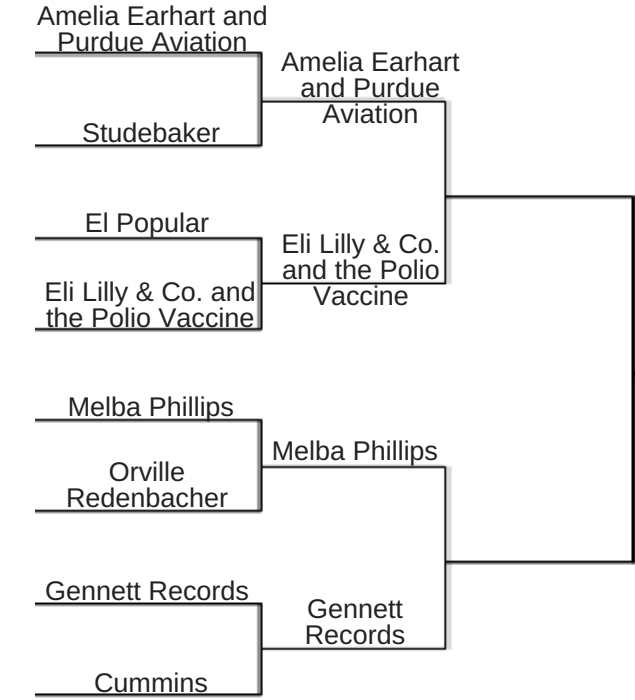 Amelia Earhart and
Purdue Aviation
Studebaker
El Popular
Eli Lilly & Co. and
the Polio Vaccine
Melba Phillips
Orville
Redenbacher
Gennett Records
Cummins
Amelia Earhart
and Purdue
Aviation
Eli Lilly & Co.
and the Polio
Vaccine
Melba Phillips
Gennett
Records